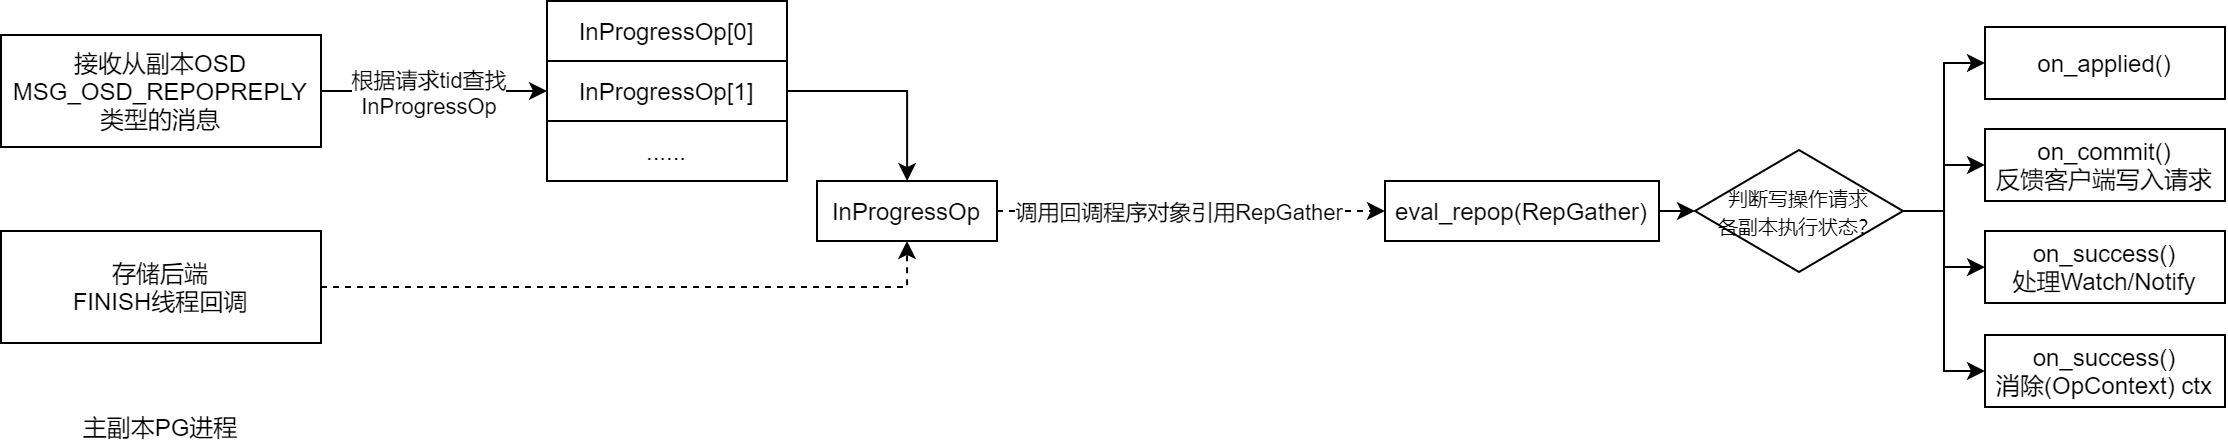 接收从副本OSD
MSG_OSD_REPOPREPLY
类型的消息
根据请求tid查找
InProgressOp
InProgressOp[0]
InProgressOp[1]
......
存储后端
FINISH线程回调
InProgressOp
调用回调程序对象引用RepGather
eval_repop(RepGather)
判断写操作请求
各副本执行状态?
on_applied()
on_commit()
反馈客户端写入请求
on_success()
处理Watch/Notify
on_success()
消除(OpContext) ctx
主副本PG进程